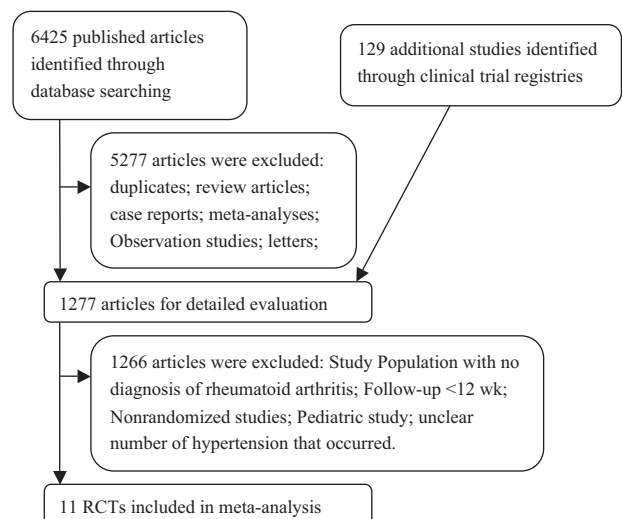 6425 published articles
identified through
database searching
129 additional studies identified
through clinical trial registries
5277 articles were excluded:
duplicates; review articles;
case reports; meta-analyses;
Observation studies; letters;
1277 articles for detailed evaluation
1266 articles were excluded: Study Population with no
diagnosis of rheumatoid arthritis; Follow-up <12 wk;
Nonrandomized studies; Pediatric study; unclear
number of hypertension that occurred.
11 RCTs included in meta-analysis